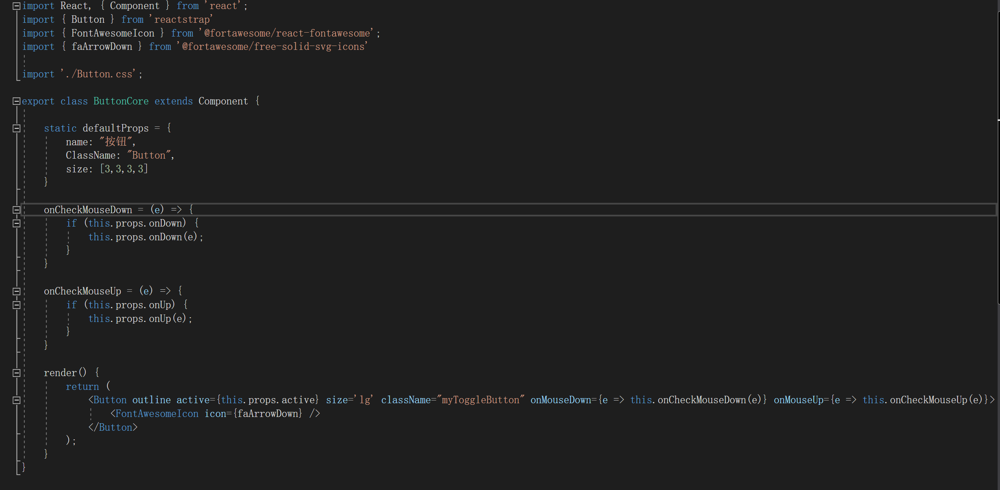 import React, { Component } from 'react';
import { Button } from 'reactstrap'
import { FontAwesomeIcon } from '@fortawesome/react-fontawesome';
import { faArrowDown } from '@fortawesome/free-solid-svg-icons'

import './Button.css';

export class ButtonCore extends Component {

    static defaultProps = {
        name: "按钮",
        ClassName: "Button",
        size: [3,3,3,3]
    }

    onCheckMouseDown = (e) => {
        if (this.props.onDown) {
            this.props.onDown(e);
        }
    }

    onCheckMouseUp = (e) => {
        if (this.props.onUp) {
            this.props.onUp(e);
        }
    }

    render() {
        return (
            <Button outline active={this.props.active} size='lg' className="myToggleButton" onMouseDown={e => this.onCheckMouseDown(e)} onMouseUp={e => this.onCheckMouseUp(e)}>
                <FontAwesomeIcon icon={faArrowDown} />
            </Button>
        );
    }
}